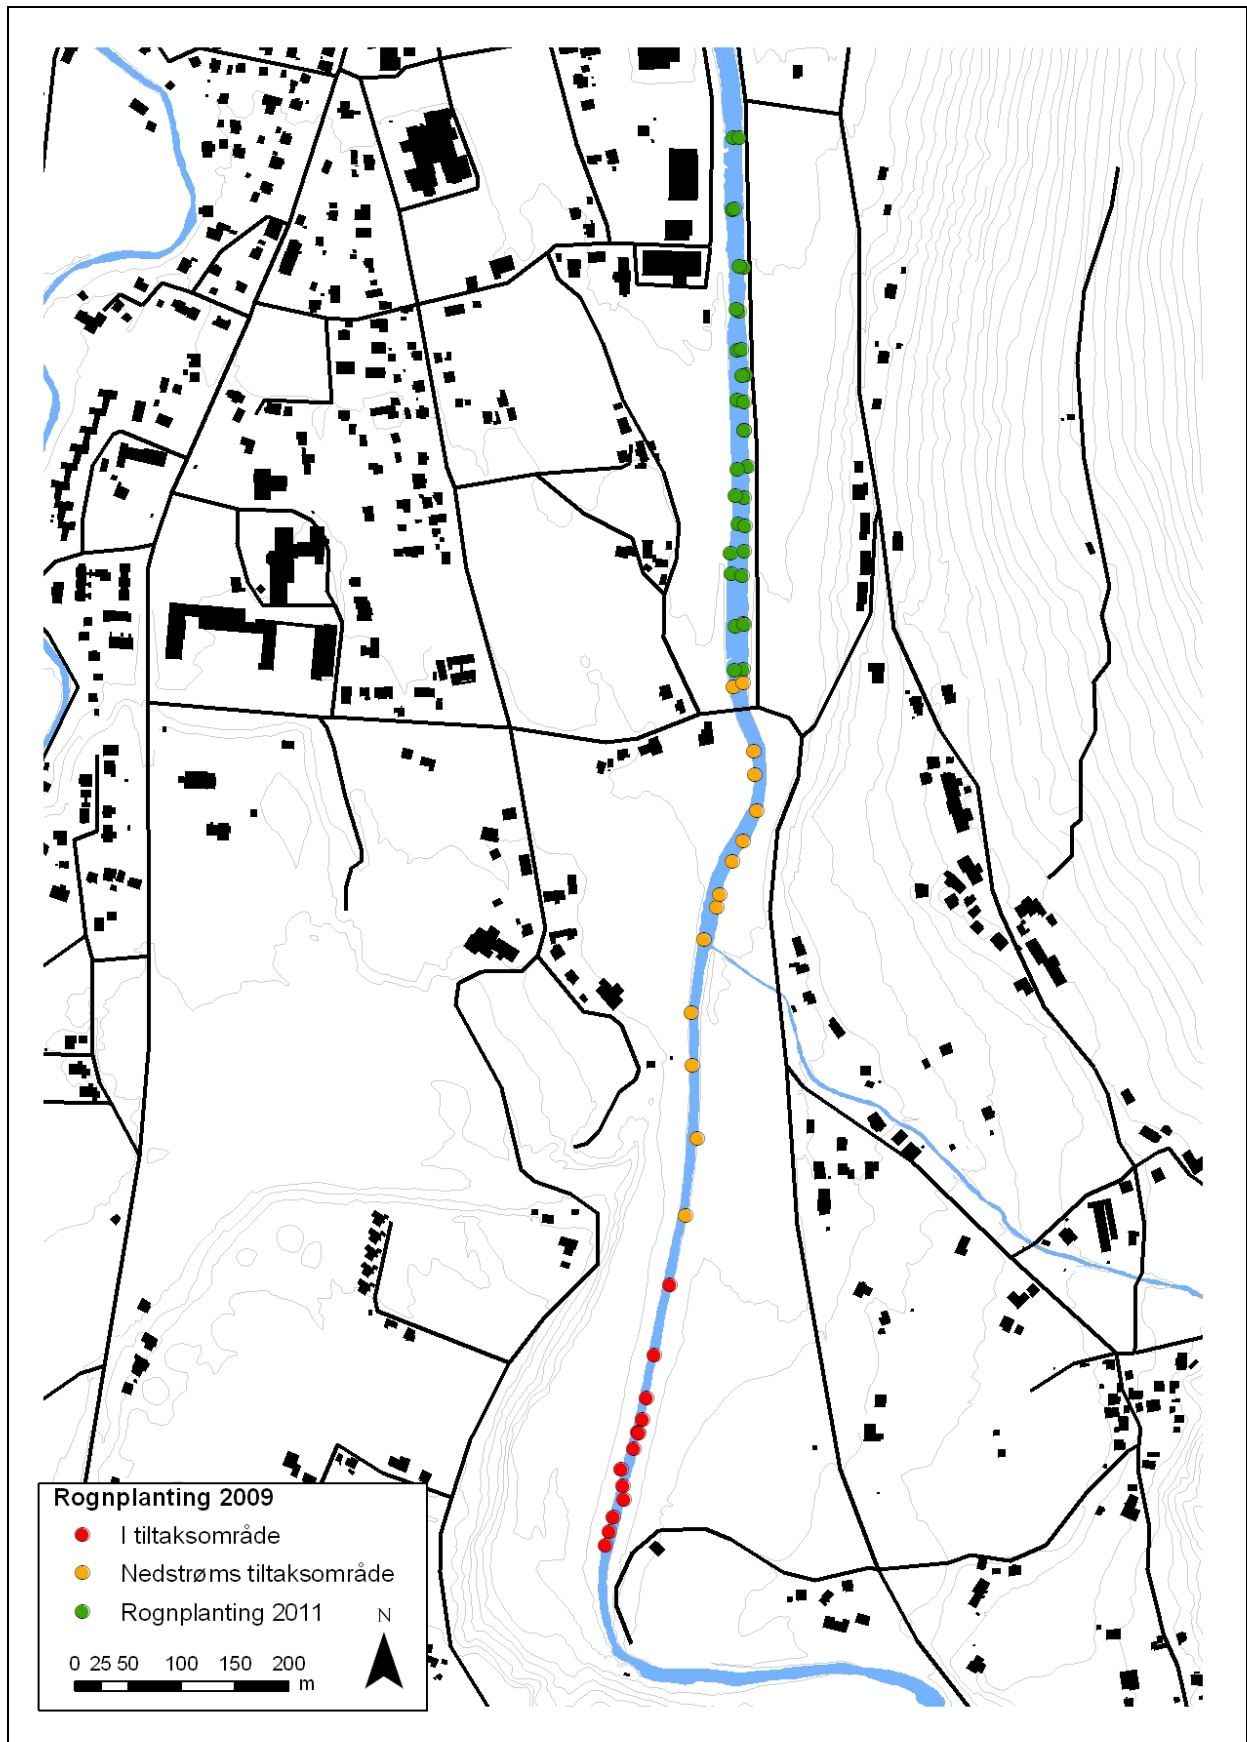 Rognplanting 2009
I tiltaksområde
Nedstrøms tiltaksområde
Rognplanting 2011
N
0 25 50 100 150 200
m